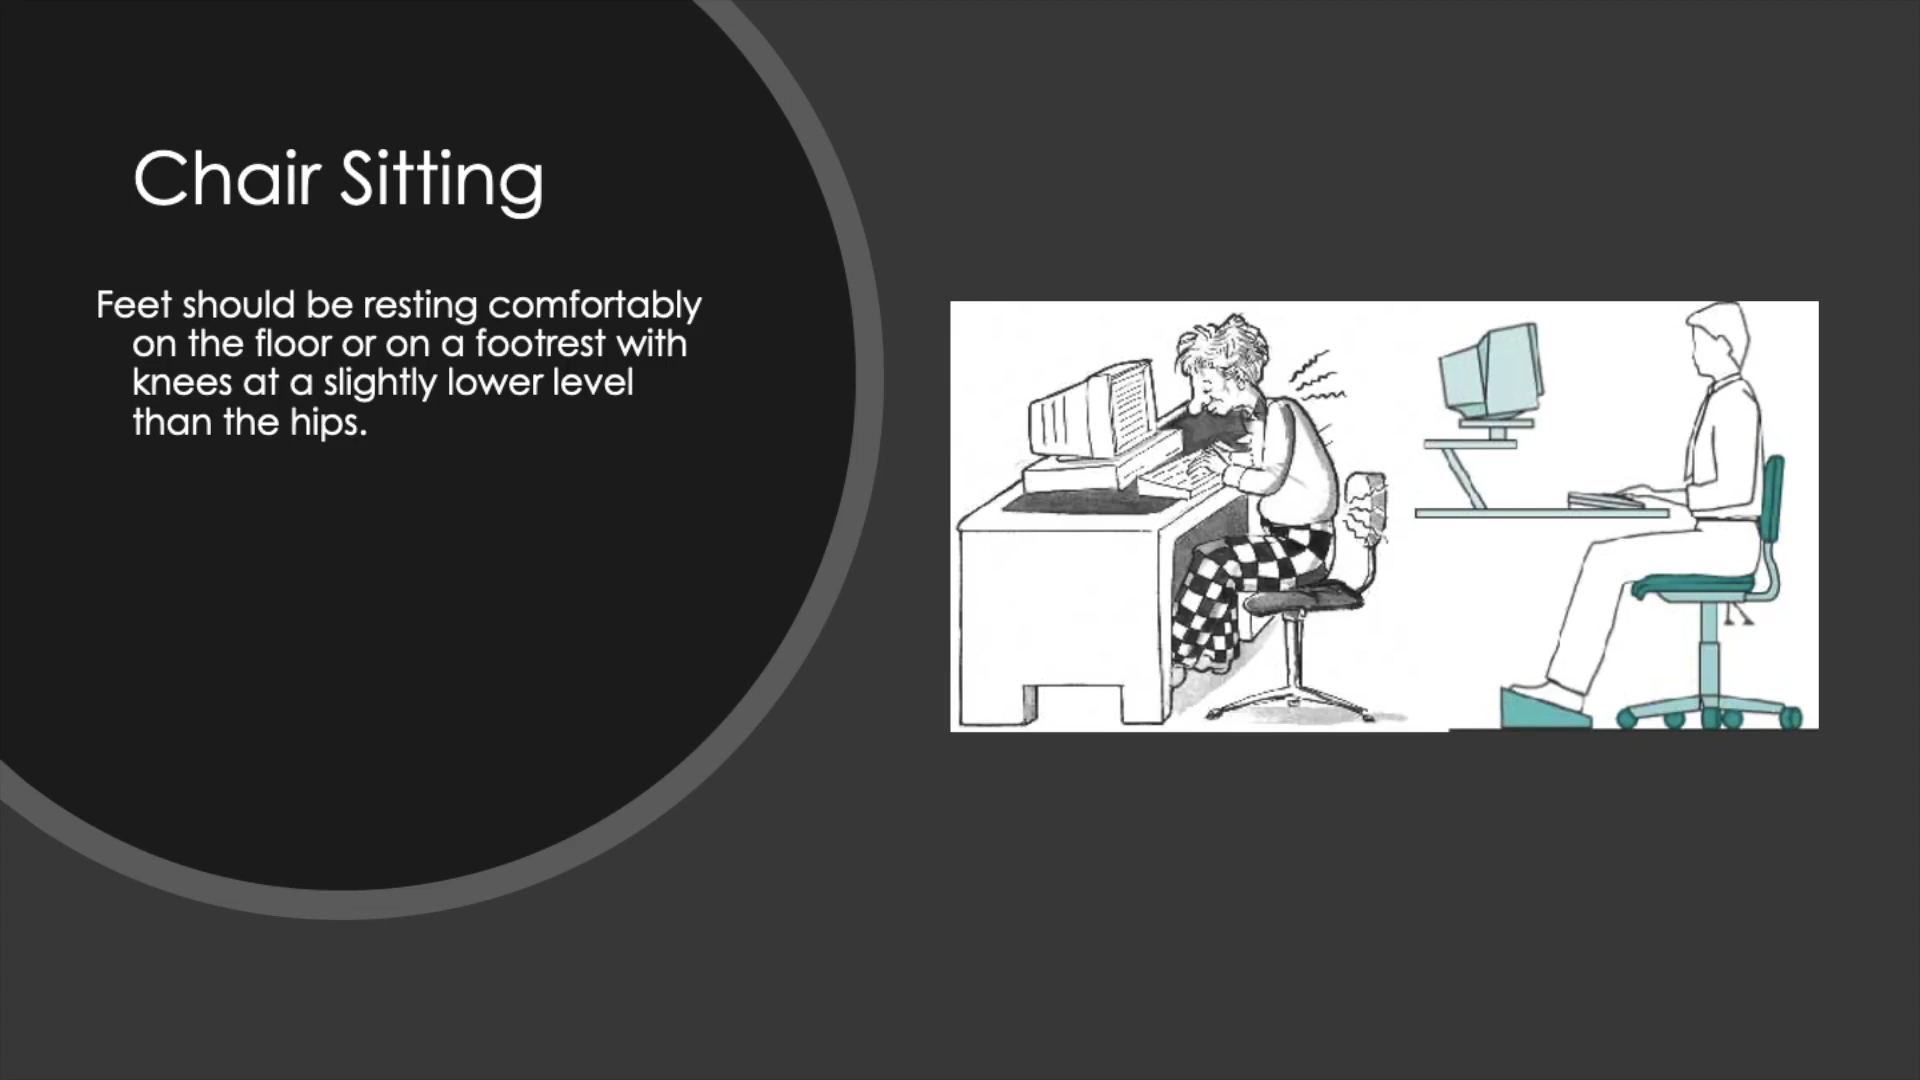 Chair Sitting
Feet should be resting comfortably
on the floor or on a footrest with
knees at a slightly lower level
than the hips.